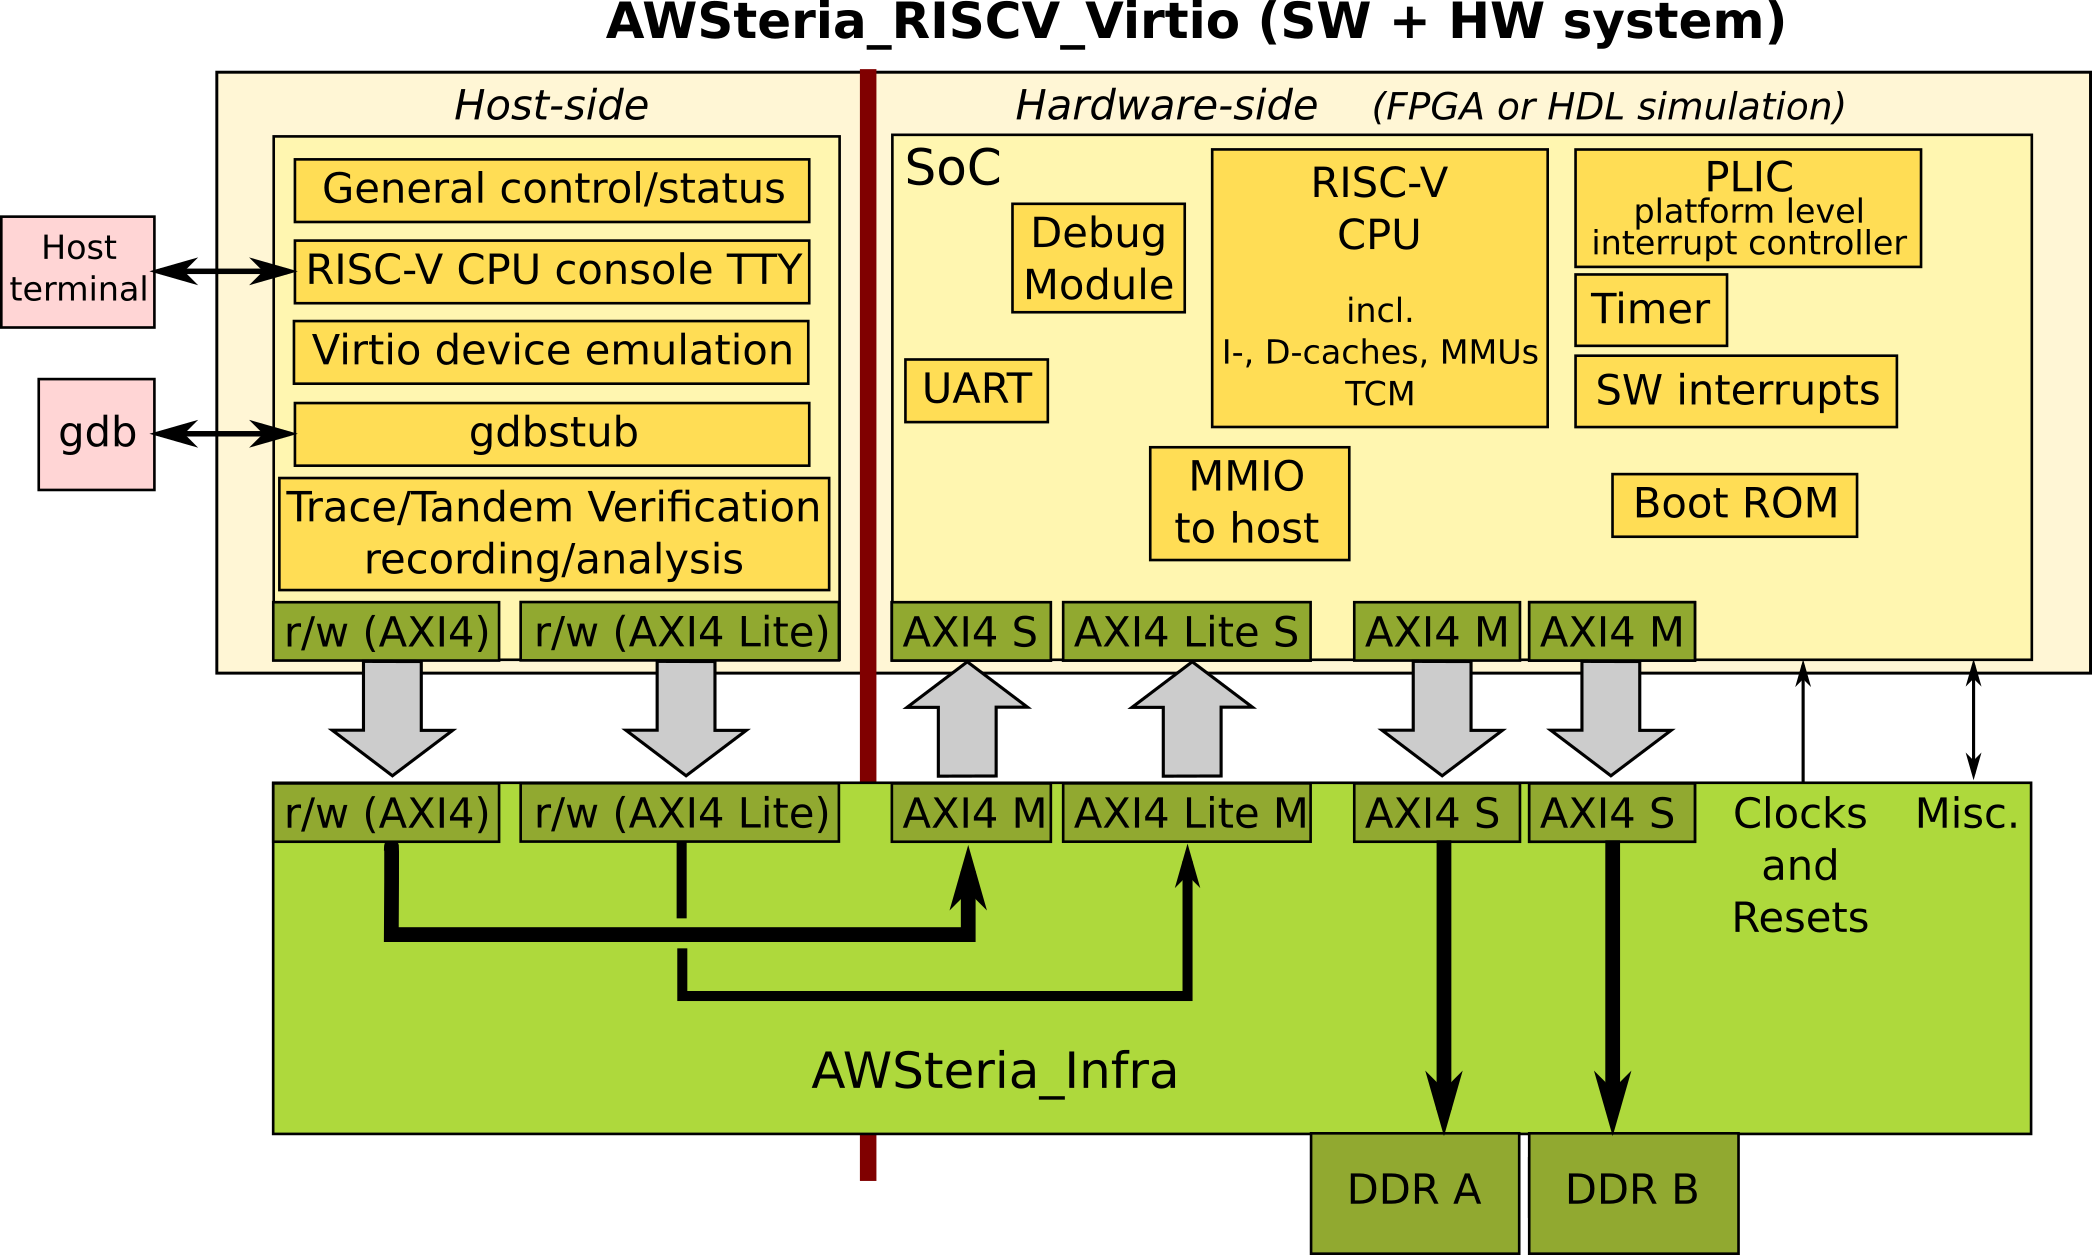 AWSteria_RISCV_Virtio (SW + HW system)
Host-side
Hardware-side (FPGA or HDL simulation)
General control/status
RISC-V CPU console TTY
Virtio device emulation
gdbstub
Trace/Tandem Verification
recording/analysis
Host
terminal
gdb
SoC
Debug
Module
UART
RISC-V
CPU
incl.
I-, D-caches, MMUs
TCM
MMIO
to host
PLIC
platform level
interrupt controller
Timer
SW interrupts
Boot ROM
r/w (AXI4)
r/w (AXI4 Lite)
AXI4 S
AXI4 Lite S
AXI4 M
AXI4 M
r/w (AXI4)
r/w (AXI4 Lite)
AXI4 M
AXI4 Lite M
AXI4 S
AXI4 S
Clocks
and
Resets
Misc.
AWSteria_Infra
DDR A
DDR B